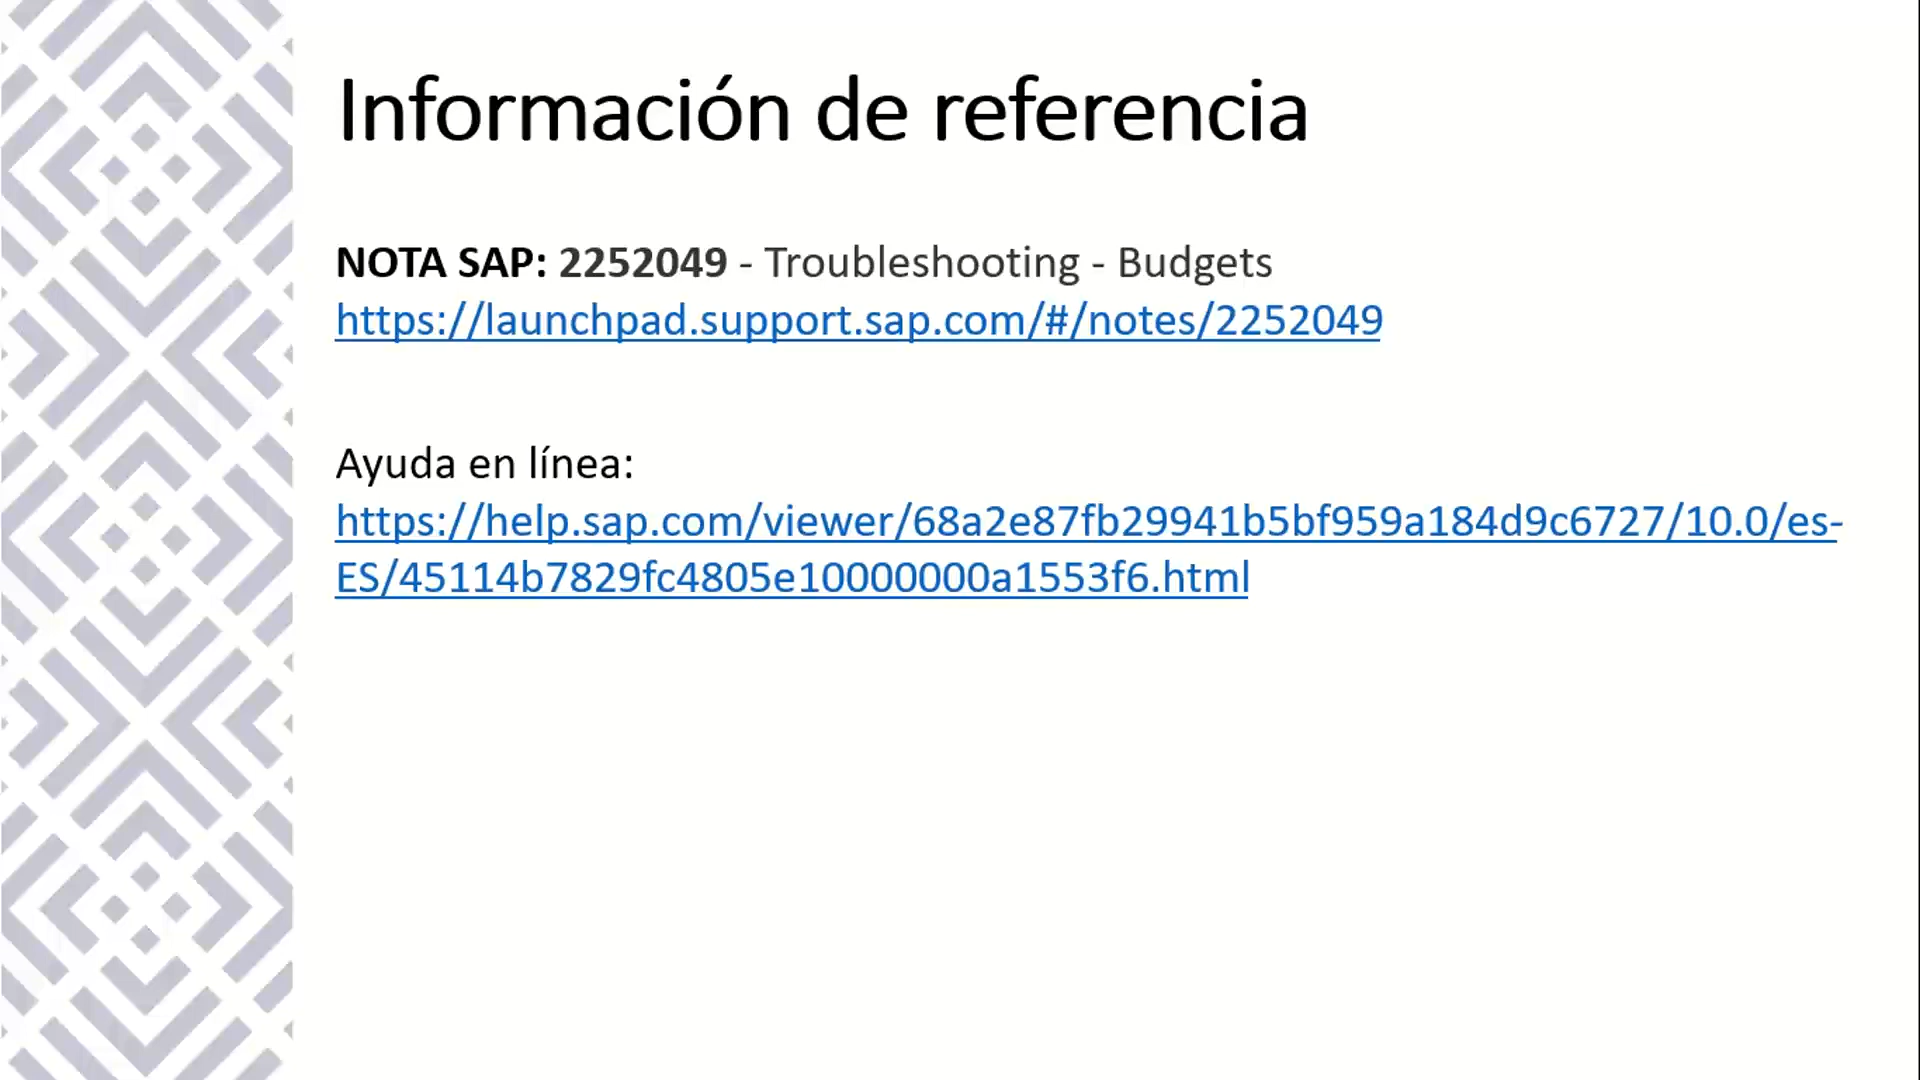 Información de referencia
NOTA SAP: 2252049 - Troubleshooting - Budgets
https://launchpad.support.sap.com/#/notes/2252049
Ayuda en línea:
https://help.sap.com/viewer/68a2e87fb29941b5bf959a184d9c6727/10.0/es-
ES/45114b7829fc4805e10000000a1553f6.html